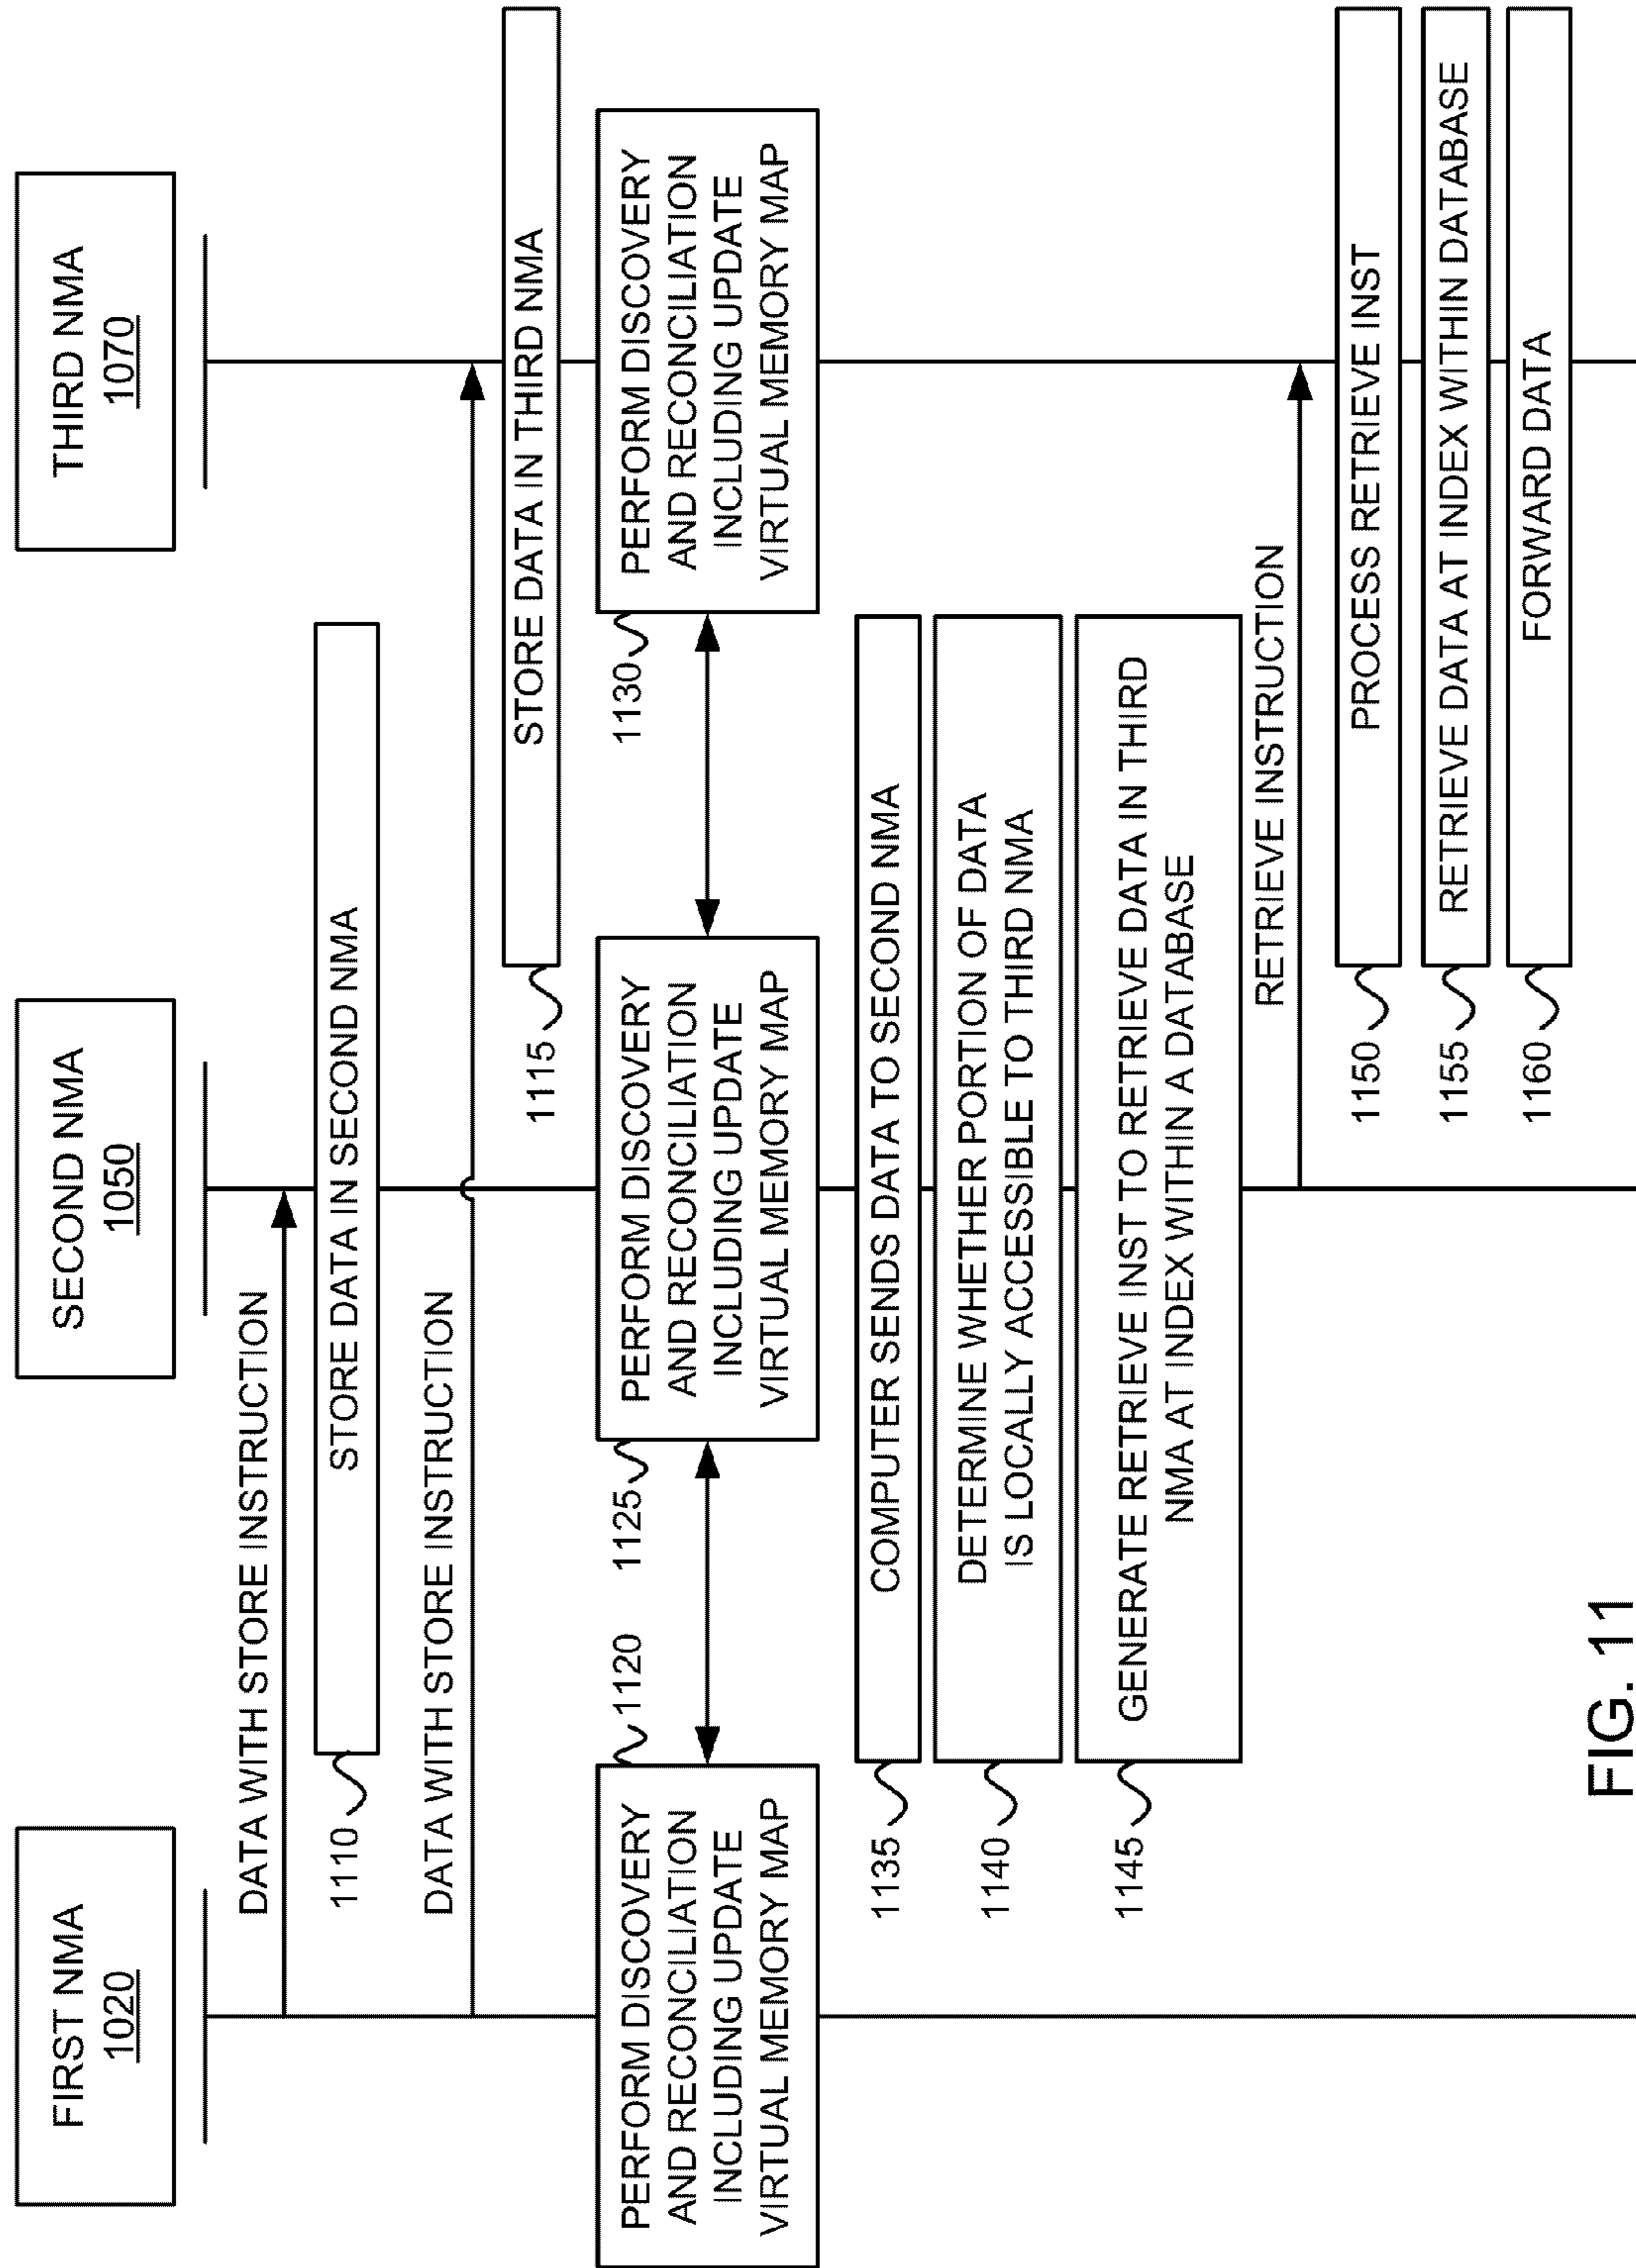 FIRST NMA
1020
SECOND NMA
1050
THIRD NMA
1070
DATA WITH STORE INSTRUCTION
1110
STORE DATA IN SECOND NMA
DATA WITH STORE INSTRUCTION
1115
STORE DATA IN THIRD NMA
1120
PERFORM DISCOVERY
AND RECONCILIATION
INCLUDING UPDATE
VIRTUAL MEMORY MAP
1125
PERFORM DISCOVERY
AND RECONCILIATION
INCLUDING UPDATE
VIRTUAL MEMORY MAP
1130
PERFORM DISCOVERY
AND RECONCILIATION
INCLUDING UPDATE
VIRTUAL MEMORY MAP
1135
COMPUTER SENDS DATA TO SECOND NMA
1140
DETERMINE WHETHER PORTION OF DATA
IS LOCALLY ACCESSIBLE TO THIRD NMA
1145
GENERATE RETRIEVE INST TO RETRIEVE DATA IN THIRD
NMA AT INDEX WITHIN A DATABASE
RETRIEVE INSTRUCTION
1150
PROCESS RETRIEVE INST
1155
RETRIEVE DATA AT INDEX WITHIN DATABASE
1160
FORWARD DATA
FIG. 11